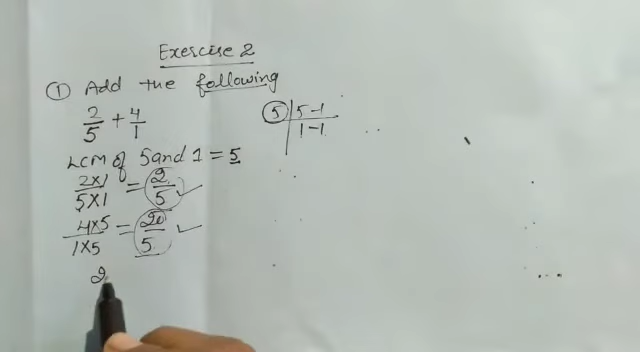 Exercise 2
① Add the following
2/5 + 4/1
5 | 5-1
1-1
LCM of 5 and 1 = 5
2×1/5×1 = 2/5 ✓
4×5/1×5 = 20/5 ✓
2